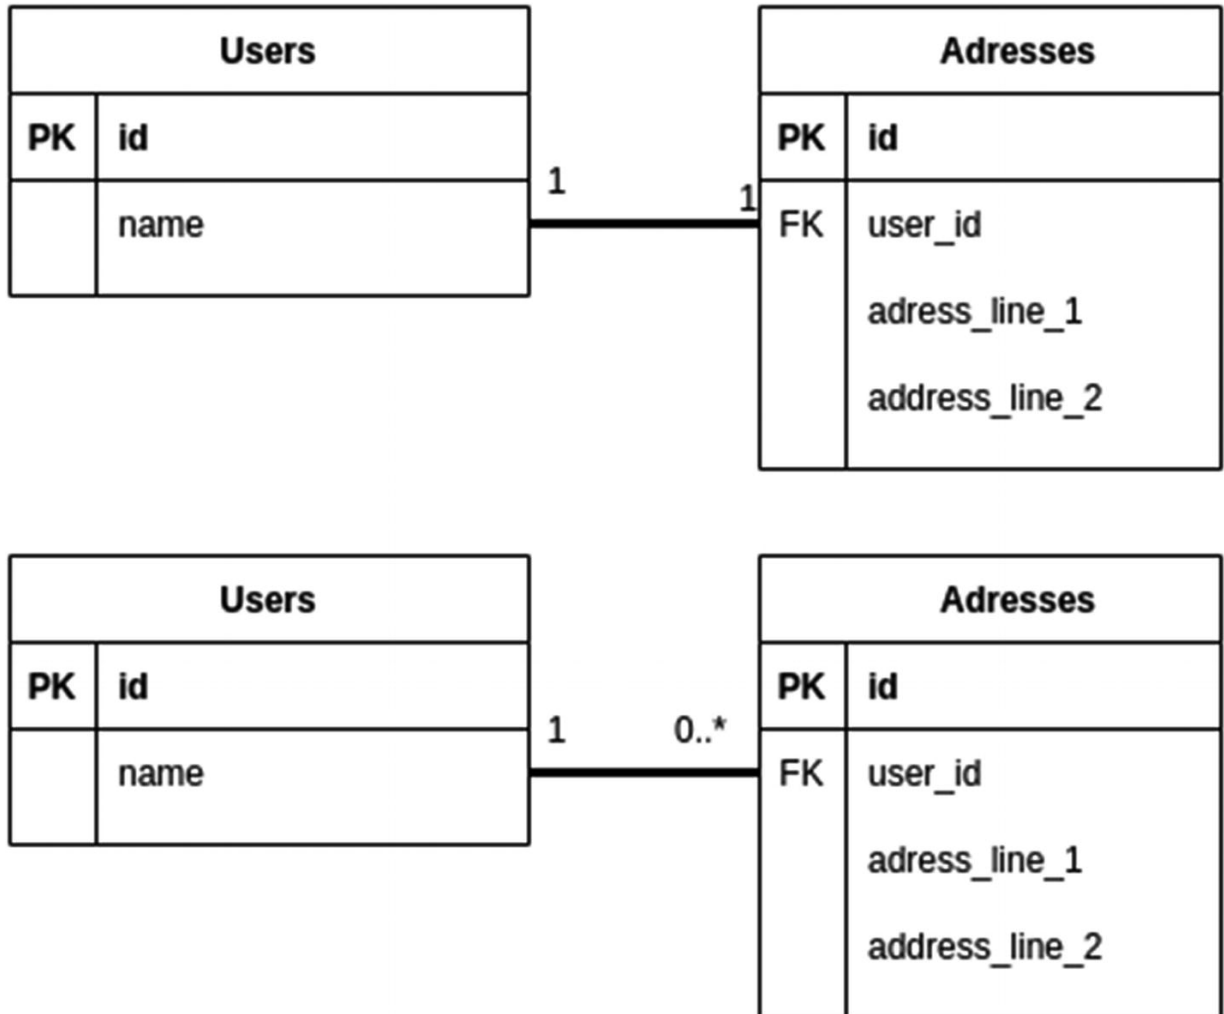 Users
PK id
name
1
1
Adresses
PK id
FK user_id
adress_line_1
address_line_2
Users
PK id
name
1
0..*
Adresses
PK id
FK user_id
adress_line_1
address_line_2